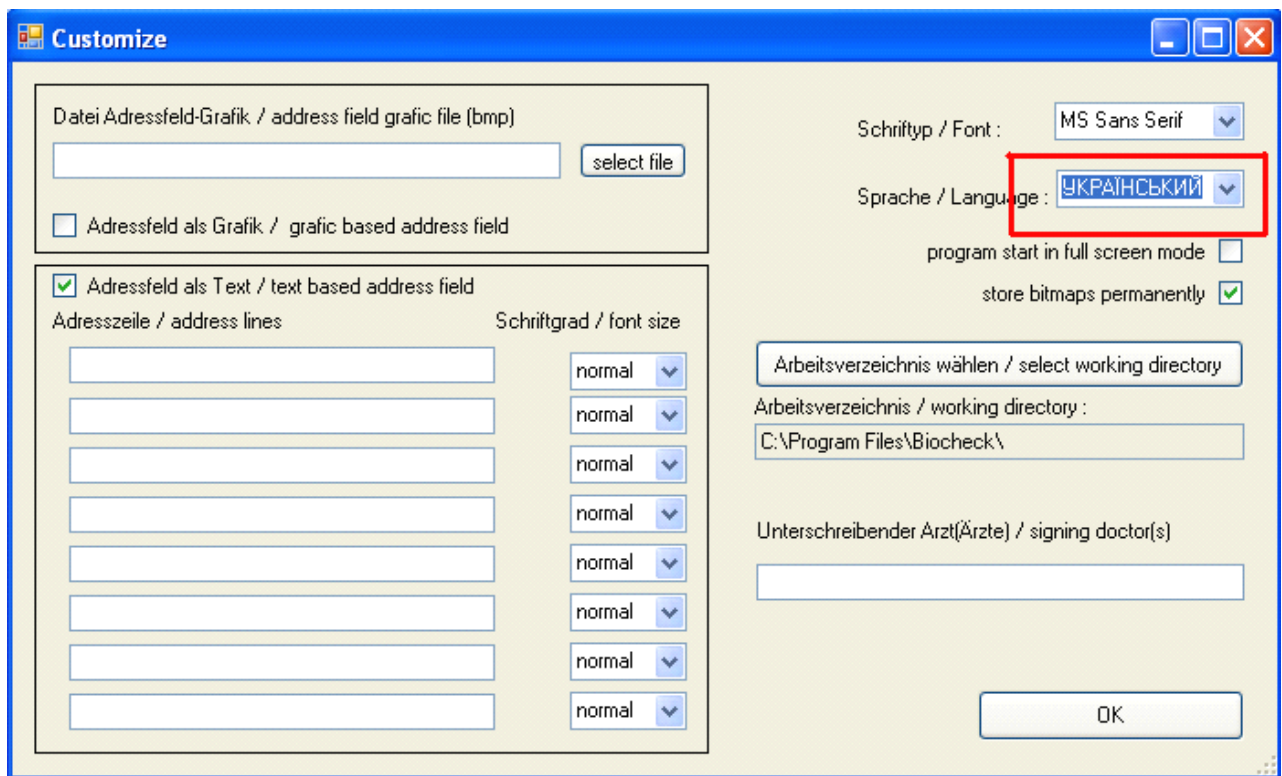 Customize
Datei Adressfeld-Grafik / address field grafic file (bmp)
select file
Adressfeld als Grafik / grafic based address field
Adressfeld als Text / text based address field
Adresszeile / address lines Schriftgrad / font size
normal
normal
normal
normal
normal
normal
normal
normal
Schriftyp / Font : MS Sans Serif
Sprache / Language : УКРАЇНСЬКИЙ
program start in full screen mode
store bitmaps permanently
Arbeitsverzeichnis wählen / select working directory
Arbeitsverzeichnis / working directory :
C:\Program Files\Biocheck\
Unterschreibender Arzt(Ärzte) / signing doctor(s)
OK